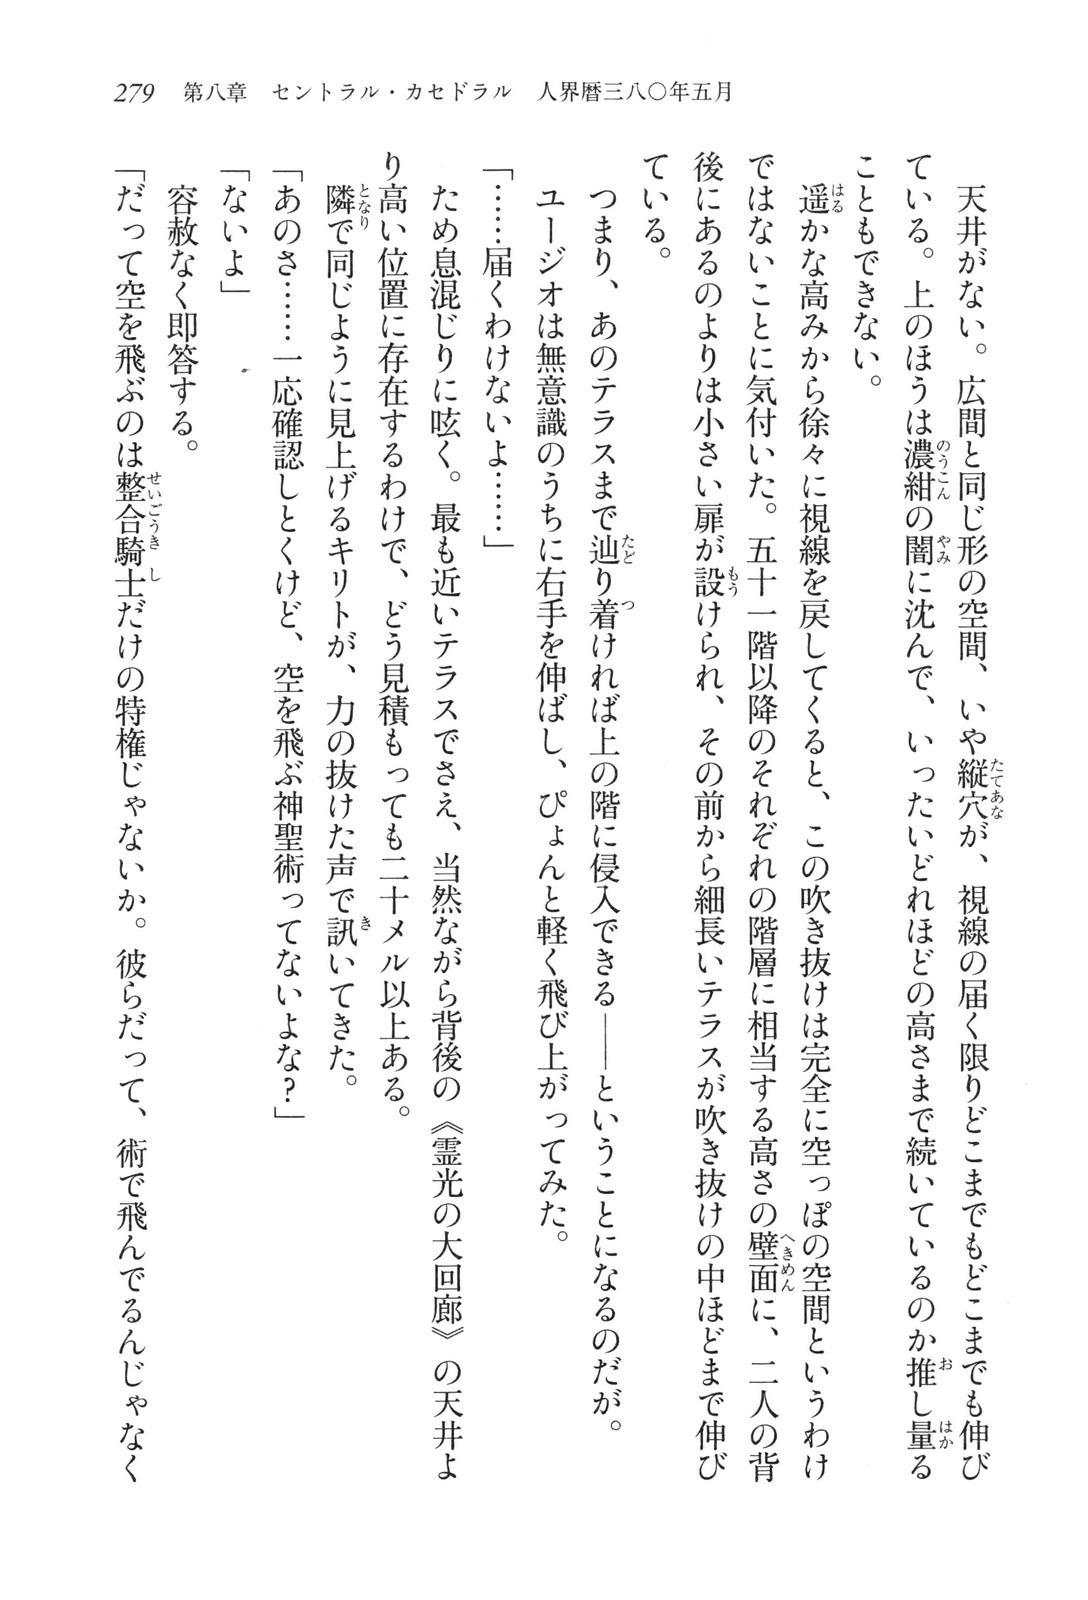 279　第八章　セントラル・カセドラル　人界暦三八〇年五月
　天井がない。広間と同じ形の空間、いや縦穴が、視線の届く限りどこまでもどこまでも伸び
ている。上のほうは濃紺の闇に沈んで、いったいどれほどの高さまで続いているのか推し量る
こともできない。
　遥かな高みから徐々に視線を戻してくると、この吹き抜けは完全に空っぽの空間というわけ
ではないことに気付いた。五十一階以降のそれぞれの階層に相当する高さの壁面に、二人の背
後にあるのよりは小さい扉が設けられ、その前から細長いテラスが吹き抜けの中ほどまで伸び
ている。
　つまり、あのテラスまで辿り着ければ上の階に侵入できる――ということになるのだが。
　ユージオは無意識のうちに右手を伸ばし、ぴょんと軽く飛び上がってみた。
「……届くわけないよ……」
　ため息混じりに呟く。最も近いテラスでさえ、当然ながら背後の《霊光の大回廊》の天井よ
り高い位置に存在するわけで、どう見積もっても二十メル以上ある。
　隣で同じように見上げるキリトが、力の抜けた声で訊いてきた。
「あのさ……一応確認しとくけど、空を飛ぶ神聖術ってないよな？」
「ないよ」
　容赦なく即答する。
「だって空を飛ぶのは整合騎士だけの特権じゃないか。彼らだって、術で飛んでるんじゃなく